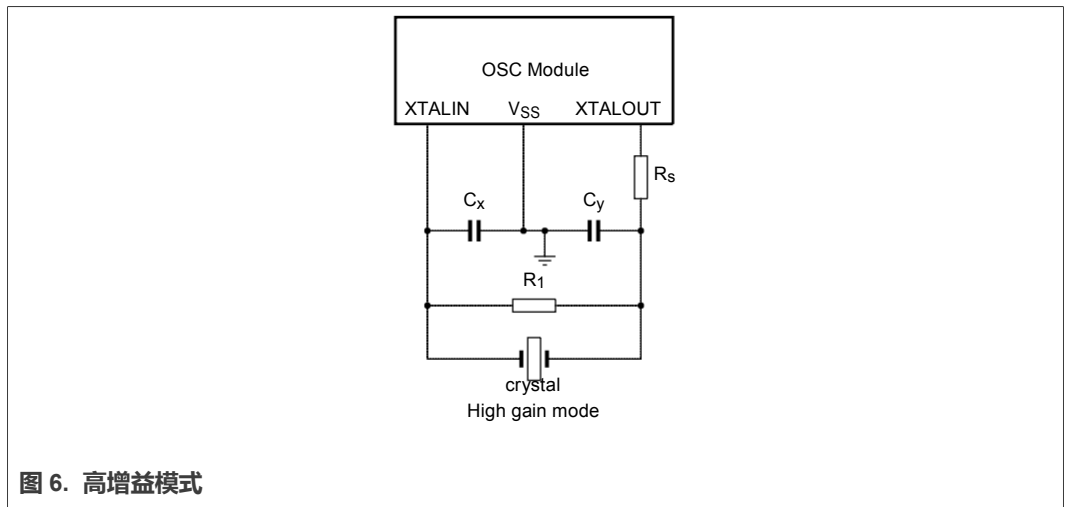 OSC Module
XTALIN VSS XTALOUT
Rs
Cx Cy
R1
crystal
High gain mode
图 6. 高增益模式